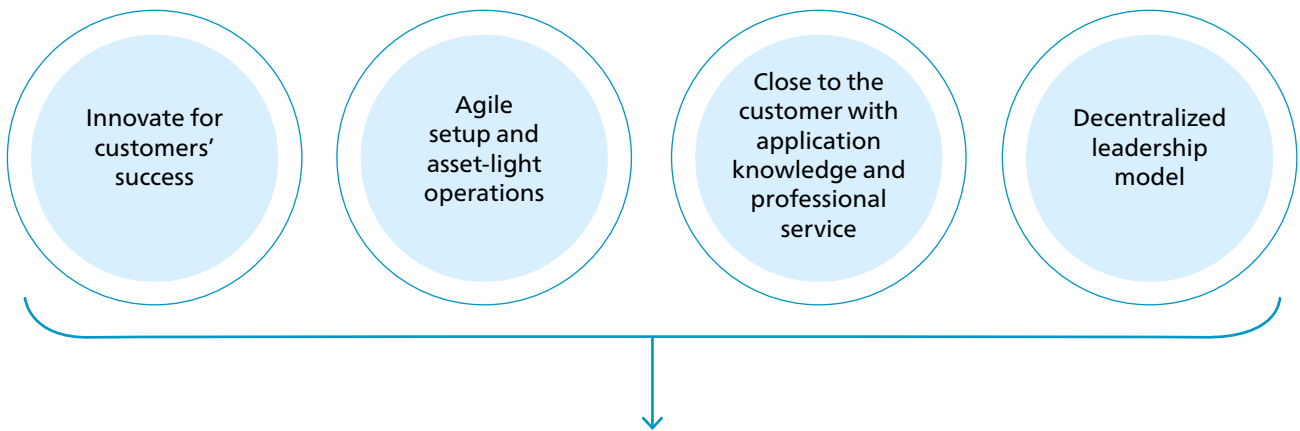 Innovate for
customers’
success
Agile
setup and
asset-light
operations
Close to the
customer with
application
knowledge and
professional
service
Decentralized
leadership
model